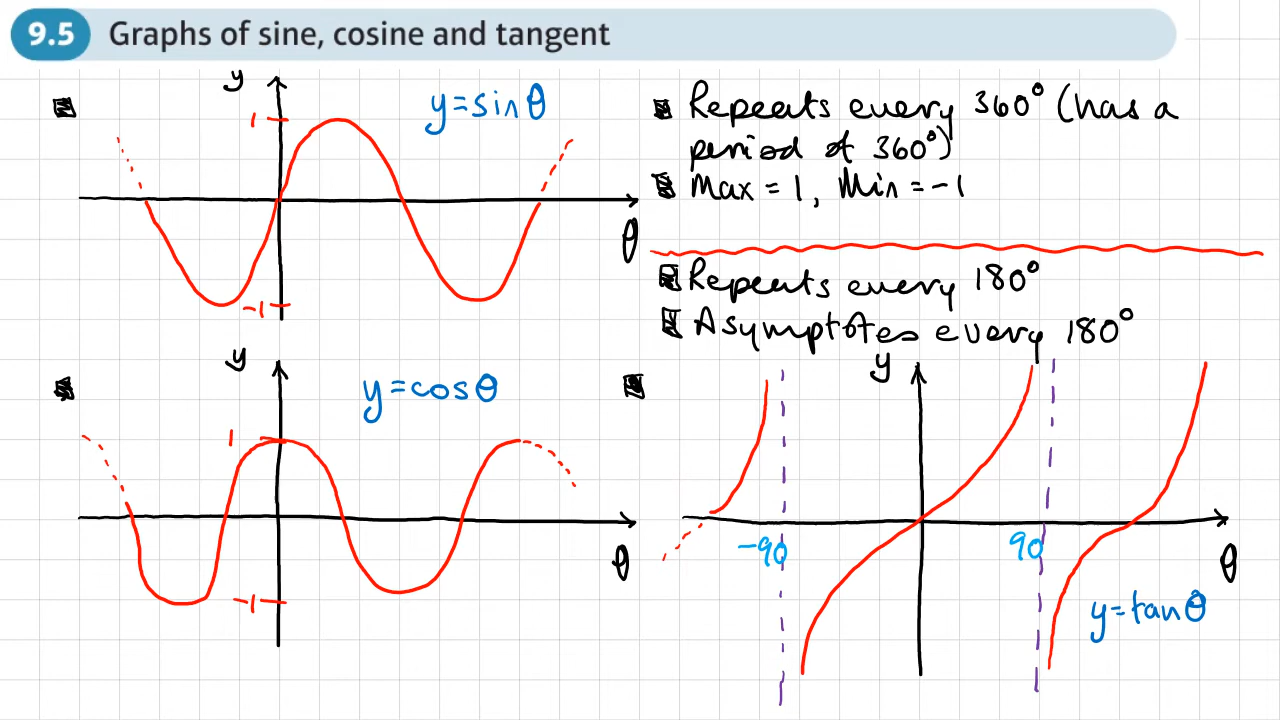 9.5 Graphs of sine, cosine and tangent
y
1
-1
θ
y=sinθ
Repeats every 360° (has a
period of 360°)
Max = 1, Min = -1
Repeats every 180°
Asymptotes every 180°
y
1
-1
θ
y=cosθ
y
-90
90
θ
y=tanθ